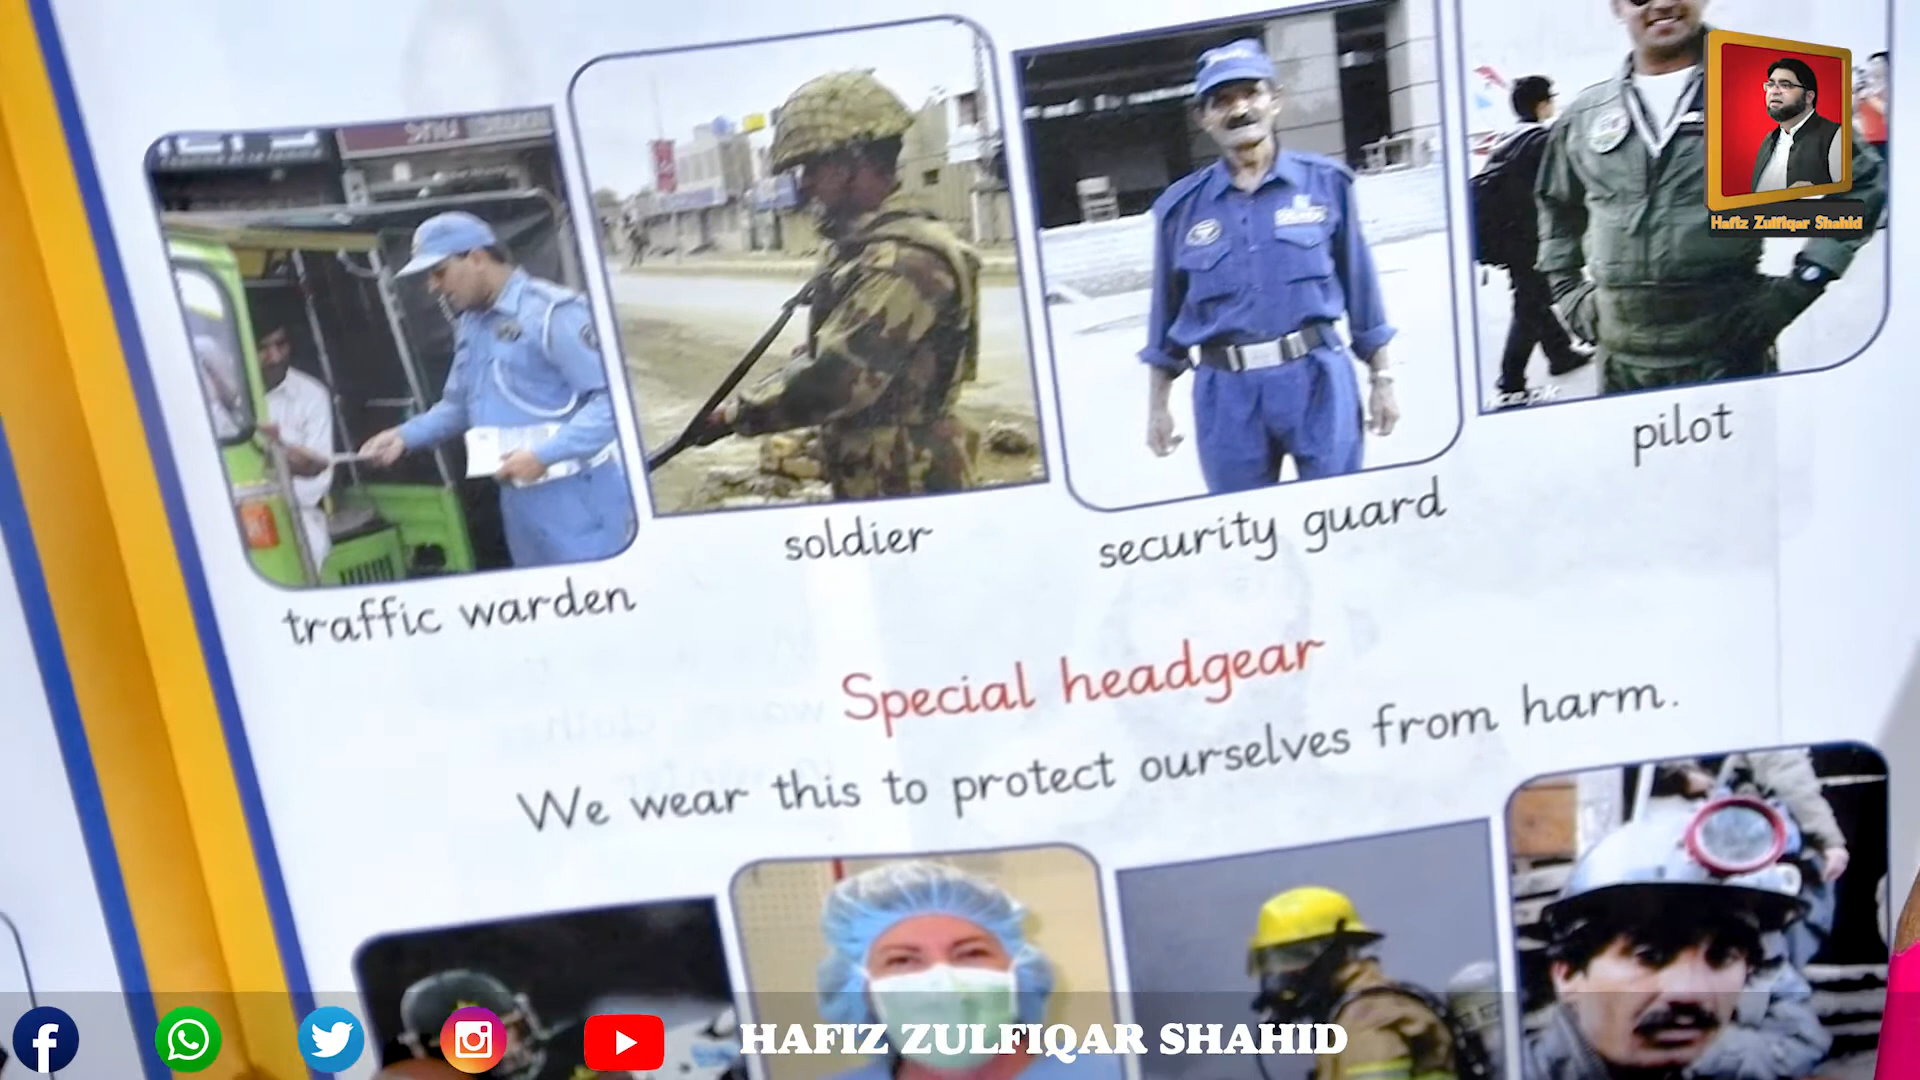 Hafiz Zulfiqar Shahid
pilot
soldier
security guard
traffic warden
Special headgear
We wear this to protect ourselves from harm.
HAFIZ ZULFIQAR SHAHID